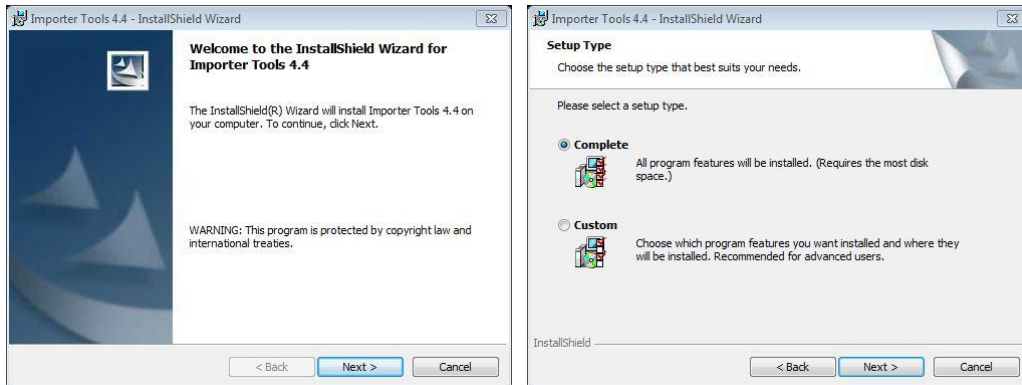 Importer Tools 4.4 - InstallShield Wizard
Welcome to the InstallShield Wizard for
Importer Tools 4.4
The InstallShield(R) Wizard will install Importer Tools 4.4 on
your computer. To continue, click Next.
WARNING: This program is protected by copyright law and
international treaties.
< Back
Next >
Cancel
Importer Tools 4.4 - InstallShield Wizard
Setup Type
Choose the setup type that best suits your needs.
Please select a setup type.
Complete
All program features will be installed. (Requires the most disk
space.)
Custom
Choose which program features you want installed and where they
will be installed. Recommended for advanced users.
InstallShield
< Back
Next >
Cancel